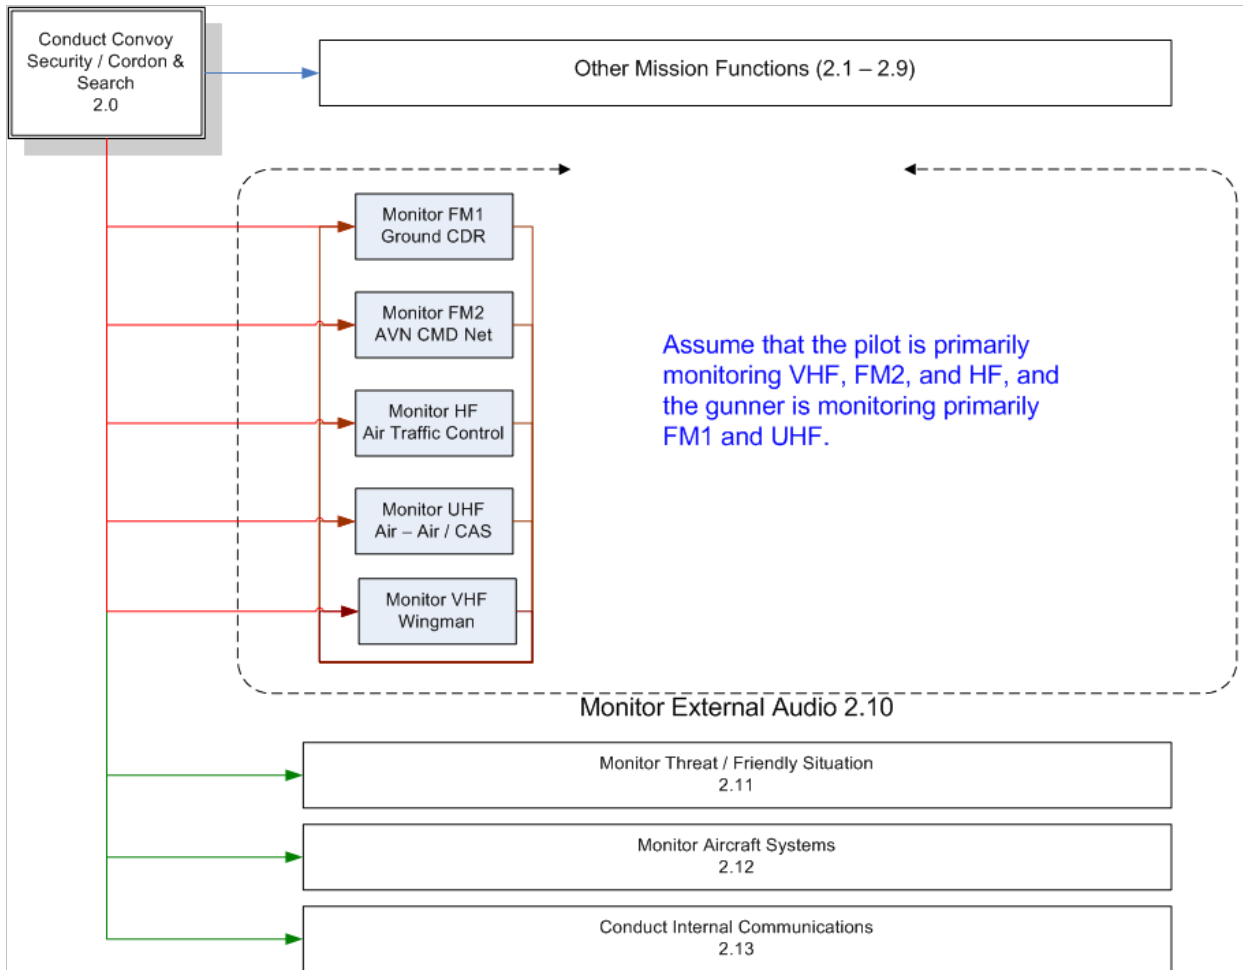 Conduct Convoy
Security / Cordon &
Search
2.0
Other Mission Functions (2.1 – 2.9)
Monitor FM1
Ground CDR
Monitor FM2
AVN CMD Net
Monitor HF
Air Traffic Control
Monitor UHF
Air – Air / CAS
Monitor VHF
Wingman
Assume that the pilot is primarily
monitoring VHF, FM2, and HF, and
the gunner is monitoring primarily
FM1 and UHF.
Monitor External Audio 2.10
Monitor Threat / Friendly Situation
2.11
Monitor Aircraft Systems
2.12
Conduct Internal Communications
2.13